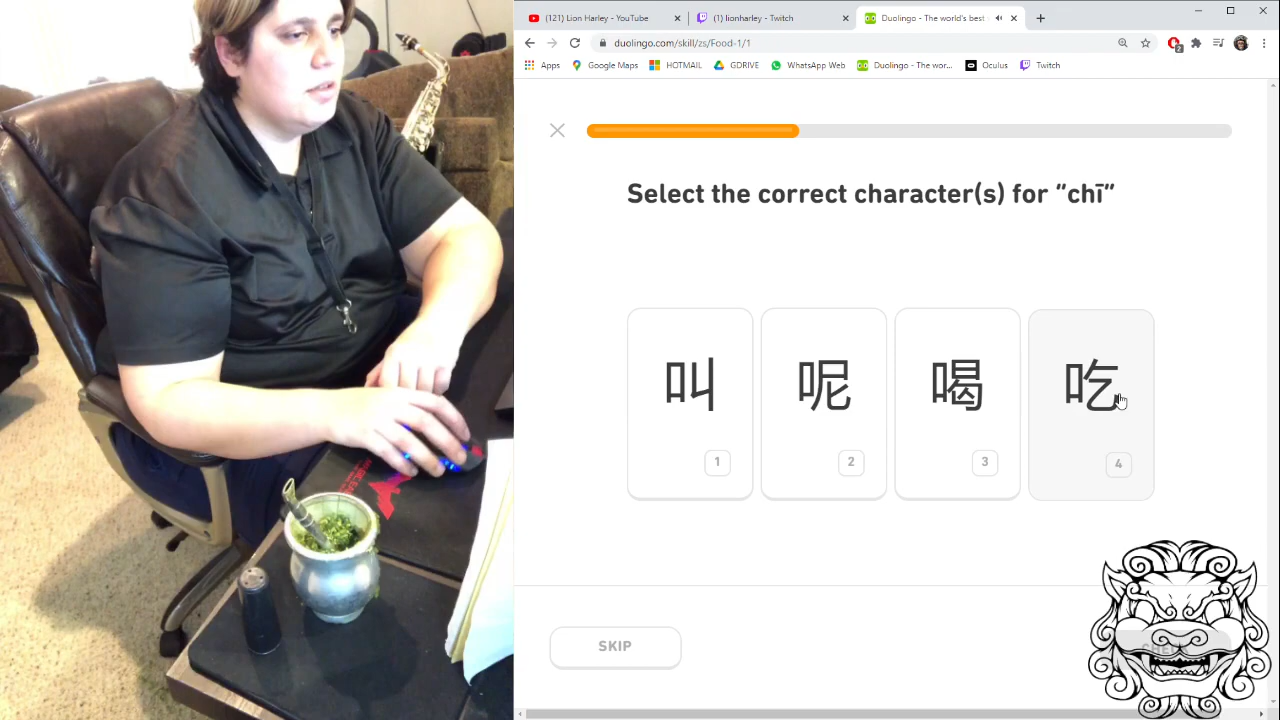 (121) Lion Harley - YouTube
(1) lionharley - Twitch
Duolingo - The world's best
duolingo.com/skill/zs/Food-1/1
Apps
Google Maps
HOTMAIL
GDRIVE
WhatsApp Web
Duolingo - The wor...
Oculus
Twitch
Select the correct character(s) for “chī”
叫
呢
喝
吃
1
2
3
4
SKIP